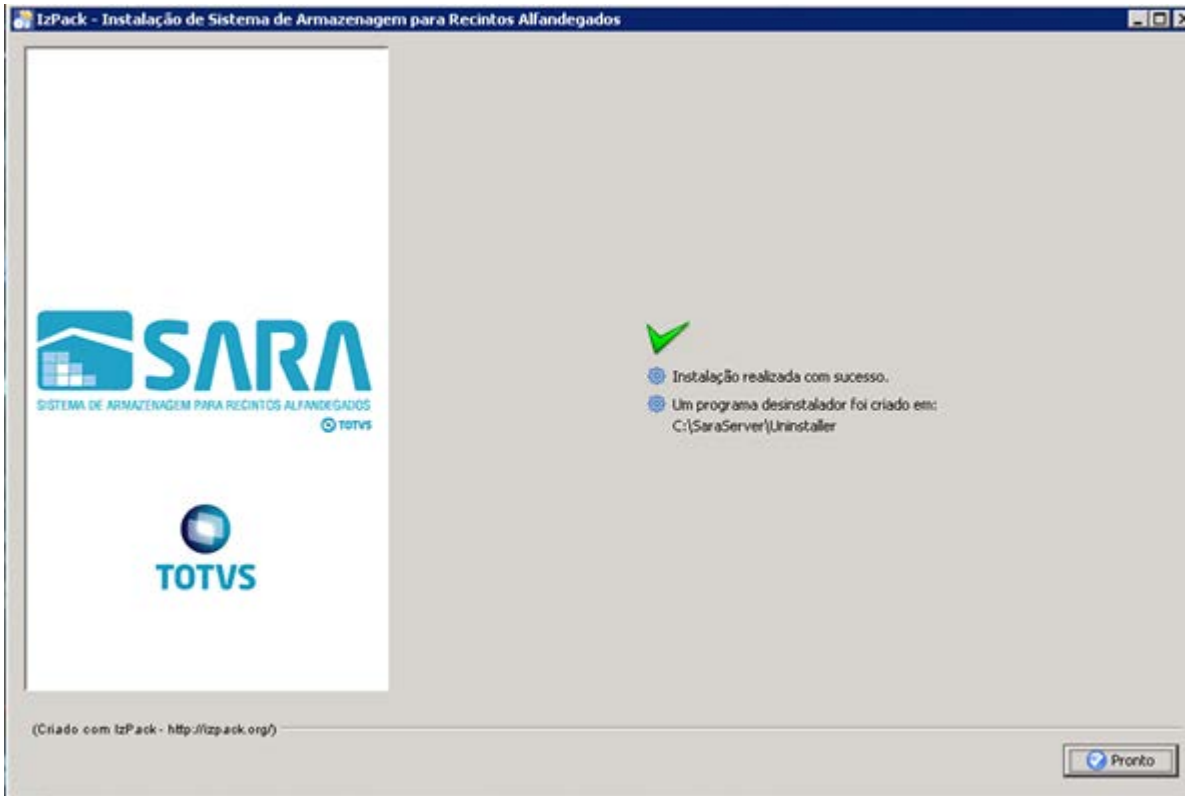 IzPack - Instalação de Sistema de Armazenagem para Recintos Alfandegados
SARA
SISTEMA DE ARMAZENAGEM PARA RECINTOS ALFANDEGADOS
TOTVS
TOTVS
Instalação realizada com sucesso.
Um programa desinstalador foi criado em:
C:\SaraServer\Uninstaller
(Criado com IzPack - http://izpack.org/)
Pronto